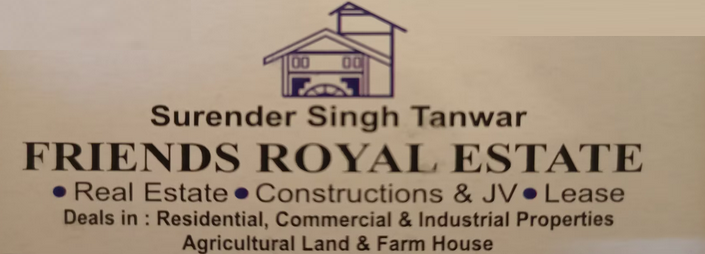 Surender Singh Tanwar
FRIENDS ROYAL ESTATE
• Real Estate • Constructions & JV • Lease
Deals in : Residential, Commercial & Industrial Properties
Agricultural Land & Farm House